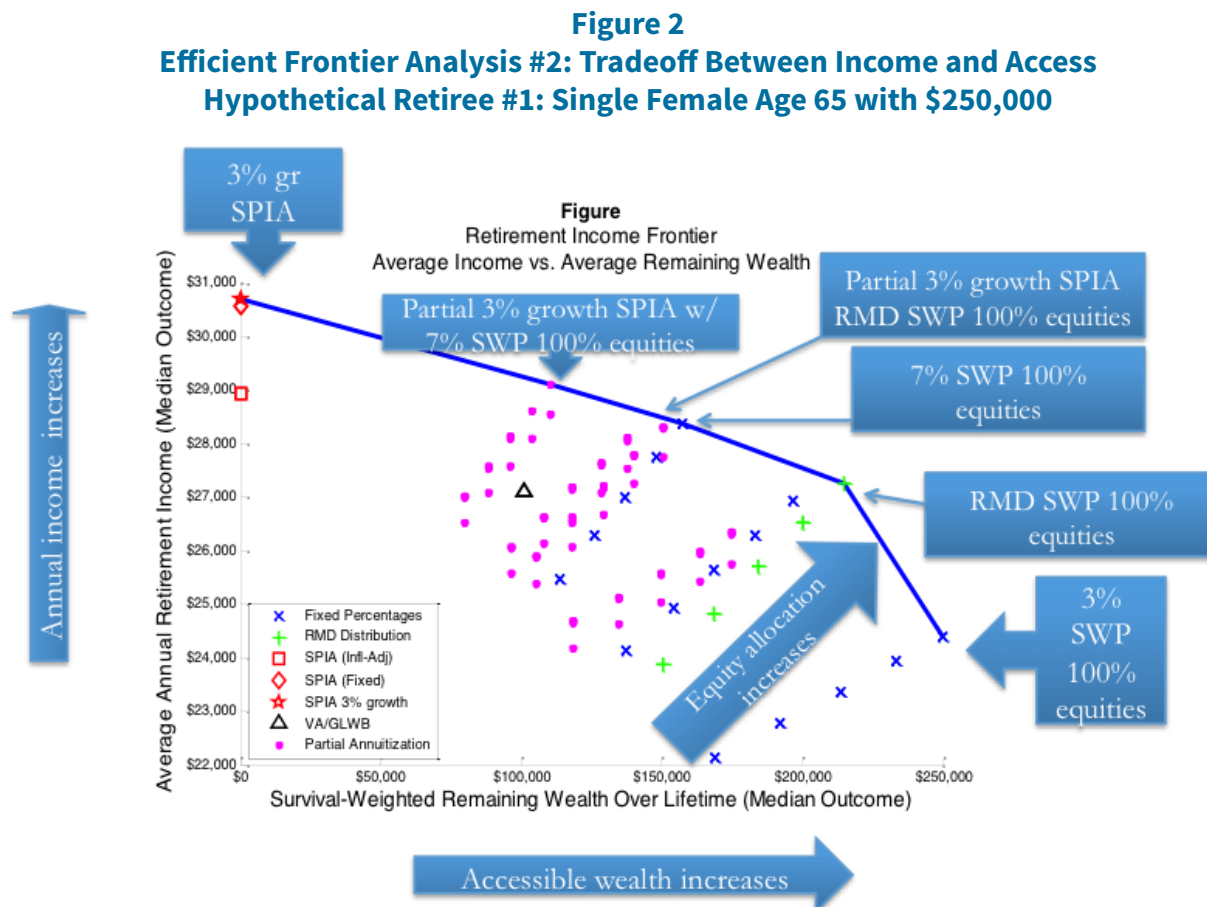 Figure 2
Efficient Frontier Analysis #2: Tradeoff Between Income and Access
Hypothetical Retiree #1: Single Female Age 65 with $250,000
3% gr
SPIA
Figure
Retirement Income Frontier
Average Income vs. Average Remaining Wealth
Partial 3% growth SPIA w/
7% SWP 100% equities
Partial 3% growth SPIA
RMD SWP 100% equities
7% SWP 100%
equities
RMD SWP 100%
equities
3%
SWP
100%
equities
Equity allocation
increases
Annual income increases
Average Annual Retirement Income (Median Outcome)
$31,000
$30,000
$29,000
$28,000
$27,000
$26,000
$25,000
$24,000
$23,000
$22,000
Fixed Percentages
RMD Distribution
SPIA (Infl-Adj)
SPIA (Fixed)
SPIA 3% growth
VA/GLWB
Partial Annuitization
$0
$50,000
$100,000
$150,000
$200,000
$250,000
Survival-Weighted Remaining Wealth Over Lifetime (Median Outcome)
Accessible wealth increases